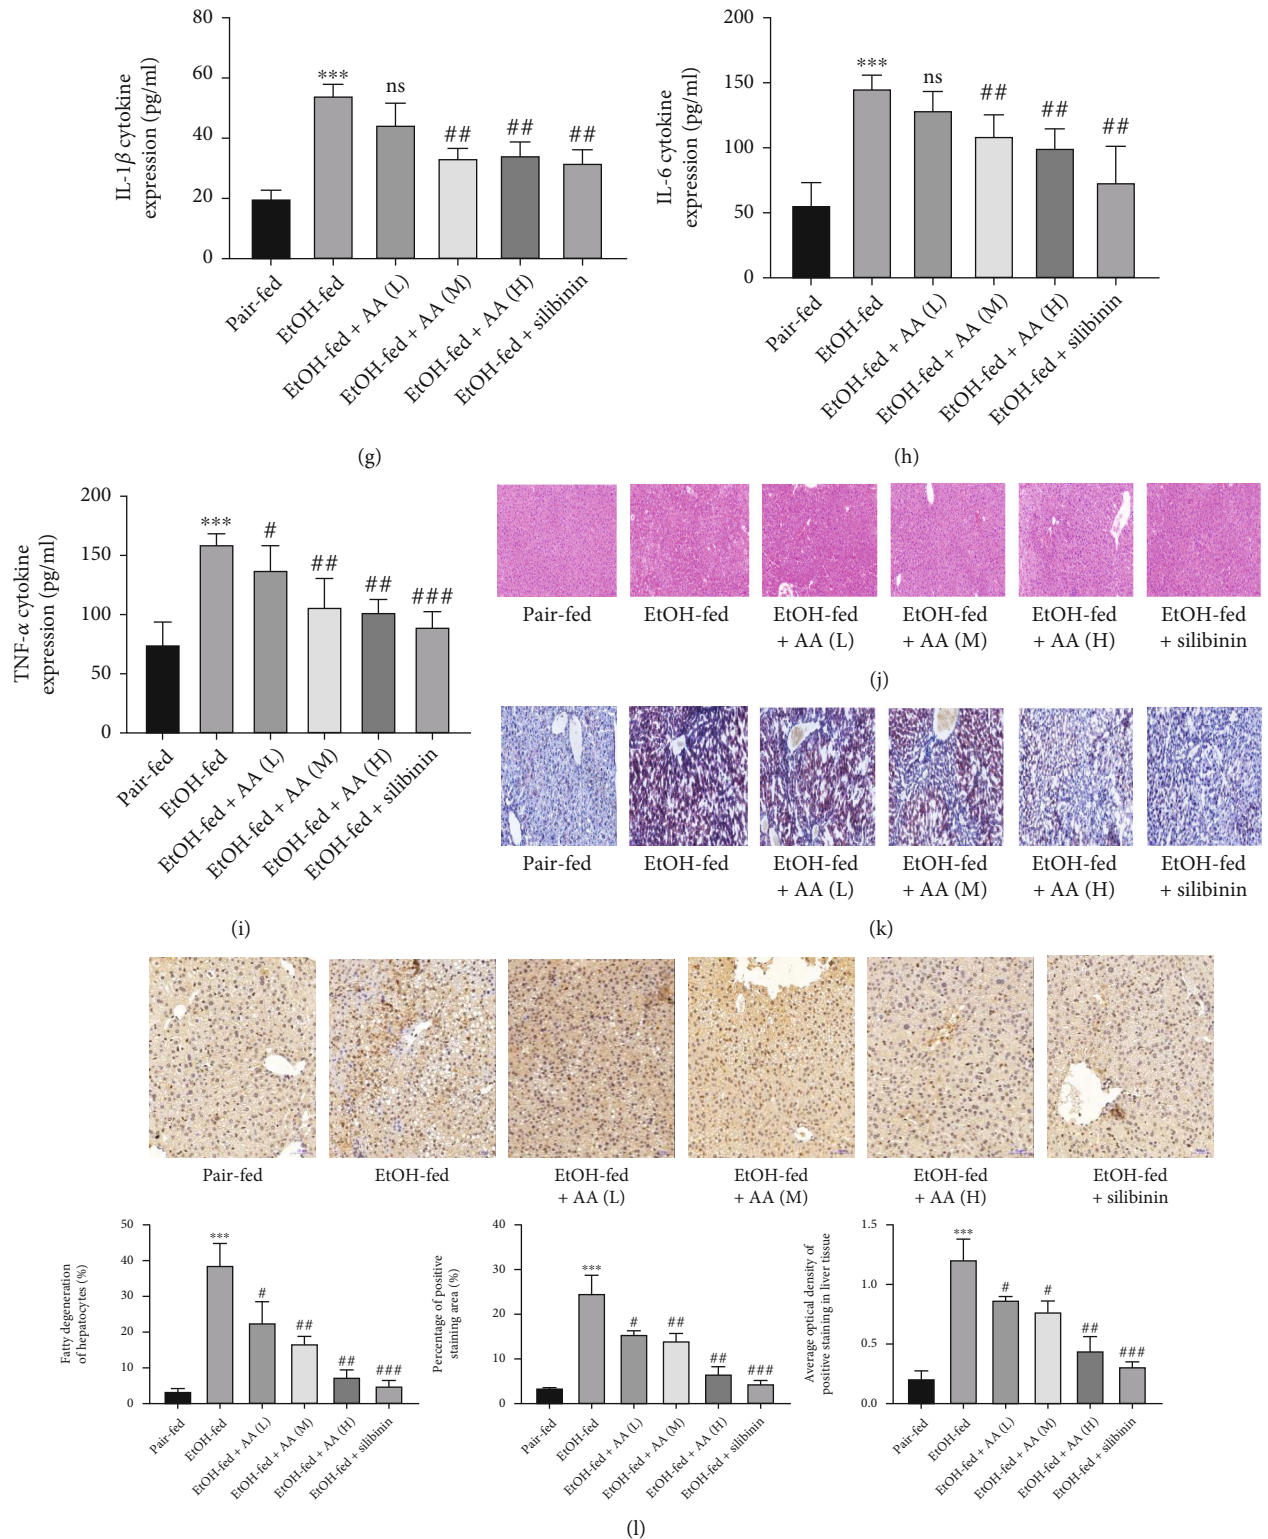 IL-1β cytokine
expression (pg/ml)
80
60
40
20
0
***
ns
##
##
##
Pair-fed
EtOH-fed
EtOH-fed + AA (L)
EtOH-fed + AA (M)
EtOH-fed + AA (H)
EtOH-fed + silibinin
(g)
IL-6 cytokine
expression (pg/ml)
200
150
100
50
0
***
ns
##
##
##
Pair-fed
EtOH-fed
EtOH-fed + AA (L)
EtOH-fed + AA (M)
EtOH-fed + AA (H)
EtOH-fed + silibinin
(h)
TNF-α cytokine
expression (pg/ml)
200
150
100
50
0
***
#
##
##
###
Pair-fed
EtOH-fed
EtOH-fed + AA (L)
EtOH-fed + AA (M)
EtOH-fed + AA (H)
EtOH-fed + silibinin
(i)
Pair-fed
EtOH-fed
EtOH-fed
+ AA (L)
EtOH-fed
+ AA (M)
EtOH-fed
+ AA (H)
EtOH-fed
+ silibinin
(j)
Pair-fed
EtOH-fed
EtOH-fed
+ AA (L)
EtOH-fed
+ AA (M)
EtOH-fed
+ AA (H)
EtOH-fed
+ silibinin
(k)
Pair-fed
EtOH-fed
EtOH-fed
+ AA (L)
EtOH-fed
+ AA (M)
EtOH-fed
+ AA (H)
EtOH-fed
+ silibinin
Fatty degeneration
of hepatocytes (%)
50
40
30
20
10
0
***
#
##
##
###
Pair-fed
EtOH-fed
EtOH-fed + AA (L)
EtOH-fed + AA (M)
EtOH-fed + AA (H)
EtOH-fed + silibinin
Percentage of positive
staining area (%)
40
30
20
10
0
***
#
##
##
###
Pair-fed
EtOH-fed
EtOH-fed + AA (L)
EtOH-fed + AA (M)
EtOH-fed + AA (H)
EtOH-fed + silibinin
Average optical density of
positive staining in liver tissue
1.5
1.0
0.5
0.0
***
#
#
##
###
Pair-fed
EtOH-fed
EtOH-fed + AA (L)
EtOH-fed + AA (M)
EtOH-fed + AA (H)
EtOH-fed + silibinin
(l)